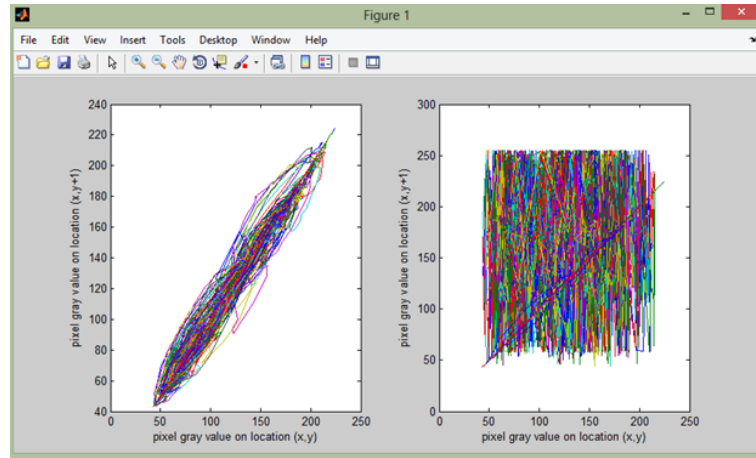 Figure 1
File Edit View Insert Tools Desktop Window Help
240
220
200
180
160
140
120
100
80
60
40
0 50 100 150 200 250
pixel gray value on location (x,y+1)
pixel gray value on location (x,y)
300
250
200
150
100
50
0
0 50 100 150 200 250
pixel gray value on location (x,y+1)
pixel gray value on location (x,y)